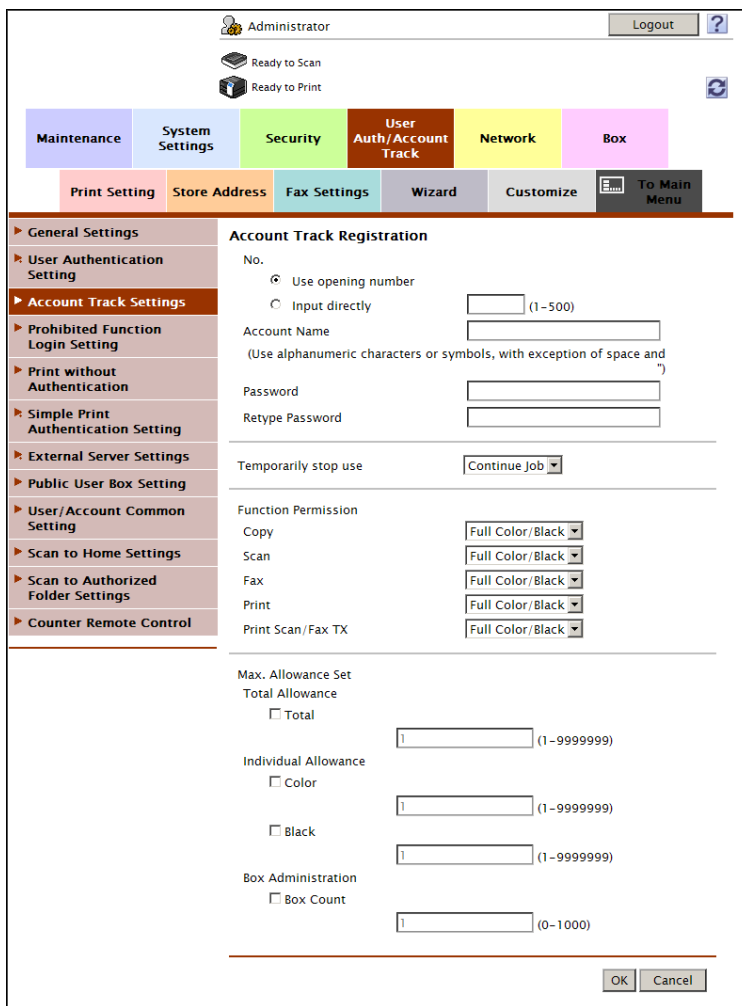 Administrator
Logout
?
Ready to Scan
Ready to Print
Maintenance
System
Settings
Security
User
Auth/Account
Track
Network
Box
Print Setting
Store Address
Fax Settings
Wizard
Customize
To Main
Menu
General Settings
User Authentication
Setting
Account Track Settings
Prohibited Function
Login Setting
Print without
Authentication
Simple Print
Authentication Setting
External Server Settings
Public User Box Setting
User/Account Common
Setting
Scan to Home Settings
Scan to Authorized
Folder Settings
Counter Remote Control
Account Track Registration
No.
Use opening number
Input directly (1-500)
Account Name
(Use alphanumeric characters or symbols, with exception of space and
")
Password
Retype Password
Temporarily stop use Continue Job
Function Permission
Copy Full Color/Black
Scan Full Color/Black
Fax Full Color/Black
Print Full Color/Black
Print Scan/Fax TX Full Color/Black
Max. Allowance Set
Total Allowance
Total
1 (1-9999999)
Individual Allowance
Color
1 (1-9999999)
Black
1 (1-9999999)
Box Administration
Box Count
1 (0-1000)
OK Cancel